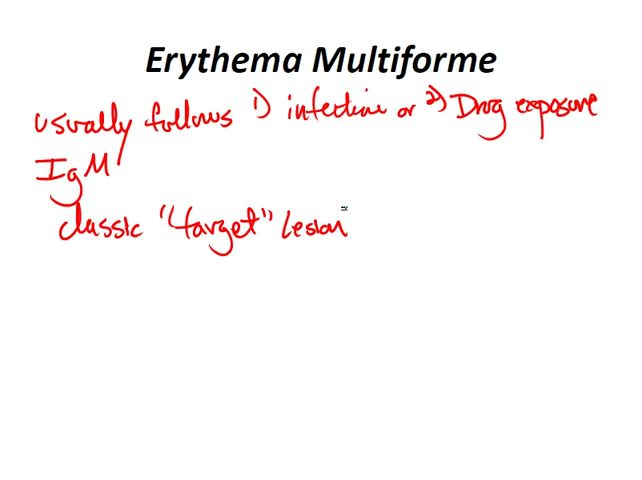 Erythema Multiforme
usually follows 1) infection or 2) Drug exposure
IgM
classic "target" lesion